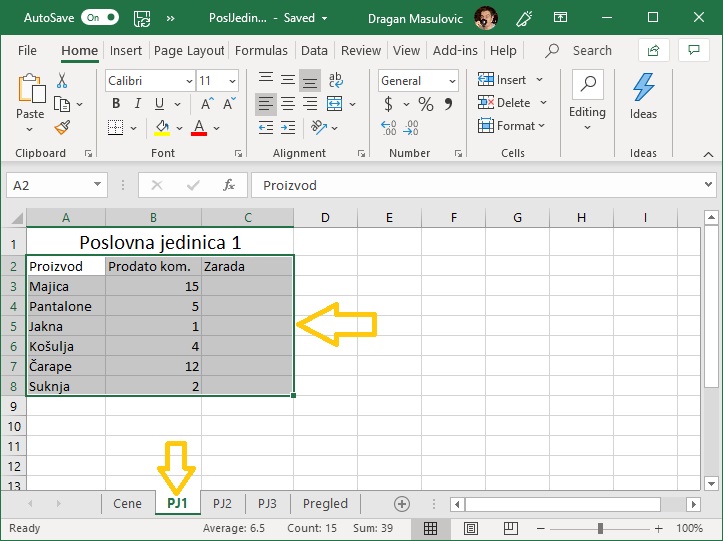 AutoSave On PoslJedin... - Saved Dragan Masulovic
File Home Insert Page Layout Formulas Data Review View Add-ins Help Search
Paste Calibri 11 ab c General $ % Insert Delete Format Editing Ideas
B I U A A A
.00 .0
Clipboard Font Alignment Number Cells Ideas
A2 fx Proizvod
A B C D E F G H I
1 Poslovna jedinica 1
2 Proizvod Prodato kom. Zarada
3 Majica 15
4 Pantalone 5
5 Jakna 1
6 Košulja 4
7 Čarape 12
8 Suknja 2
9
10
11
12
13
Cene PJ1 PJ2 PJ3 Pregled
Ready Average: 6.5 Count: 15 Sum: 39 100%